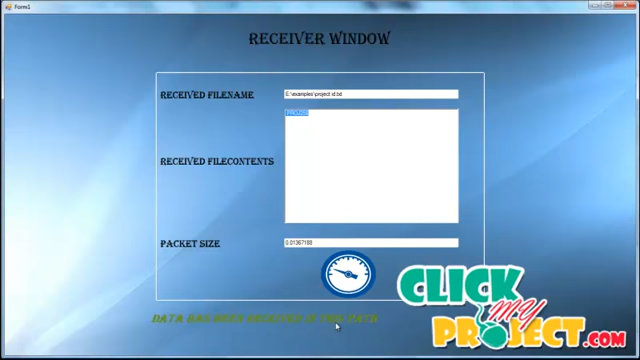 Form1
RECEIVER WINDOW
RECEIVED FILENAME
E:\examples\project id.txt
RECEIVED FILECONTENTS
PACKET SIZE
0.01367188
DATA HAS BEEN RECEIVED IN THIS PATH
CLICK
MY
PROJECT.COM